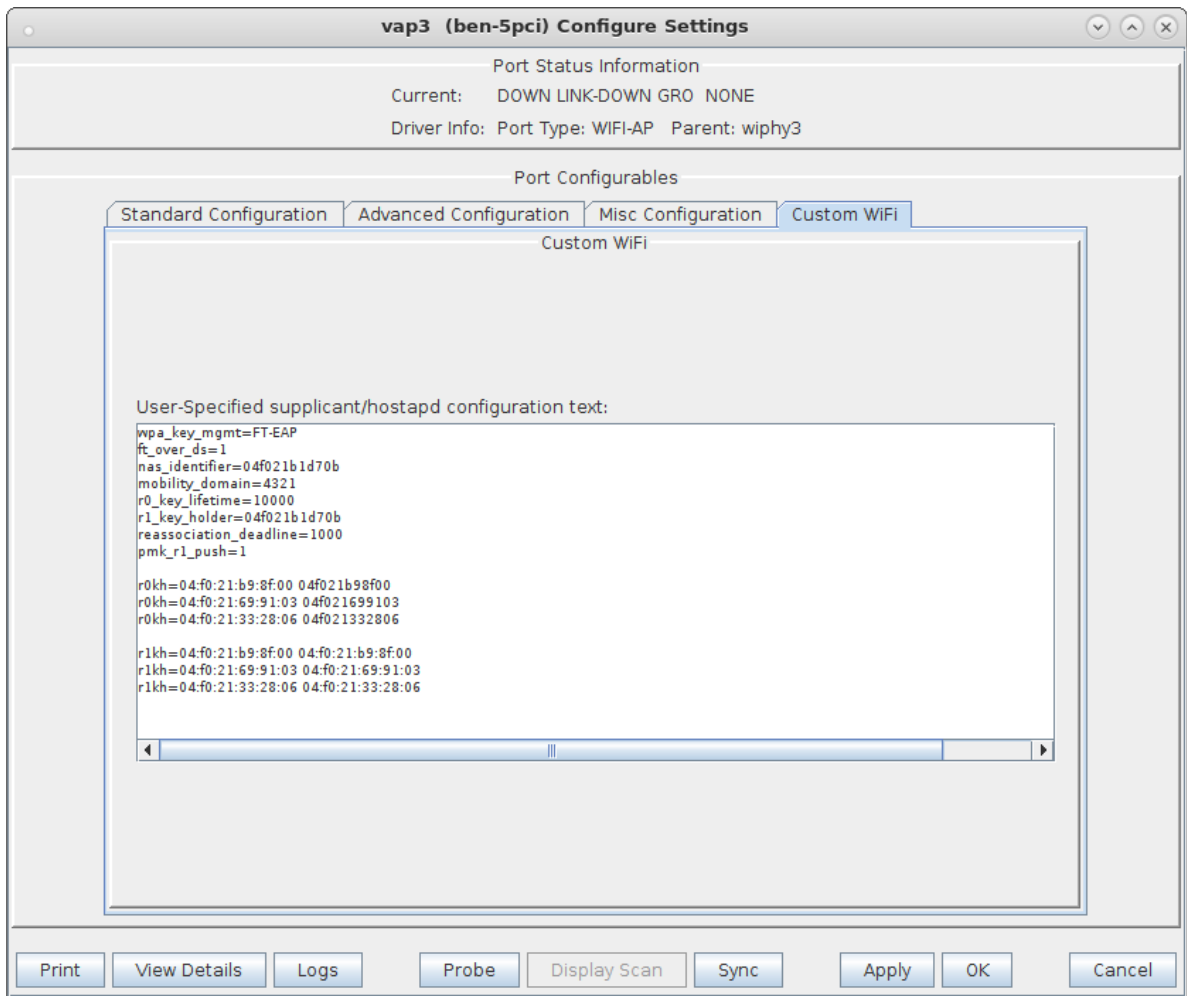 vap3 (ben-5pci) Configure Settings
Port Status Information
Current: DOWN LINK-DOWN GRO NONE
Driver Info: Port Type: WIFI-AP Parent: wiphy3
Port Configurables
Standard Configuration Advanced Configuration Misc Configuration Custom WiFi
Custom WiFi
User-Specified supplicant/hostapd configuration text:
wpa_key_mgmt=FT-EAP
ft_over_ds=1
nas_identifier=04f021b1d70b
mobility_domain=4321
r0_key_lifetime=10000
r1_key_holder=04f021b1d70b
reassociation_deadline=1000
pmk_r1_push=1
r0kh=04:f0:21:b9:8f:00 04f021b98f00
r0kh=04:f0:21:69:91:03 04f021699103
r0kh=04:f0:21:33:28:06 04f021332806
r1kh=04:f0:21:b9:8f:00 04:f0:21:b9:8f:00
r1kh=04:f0:21:69:91:03 04:f0:21:69:91:03
r1kh=04:f0:21:33:28:06 04:f0:21:33:28:06
Print View Details Logs Probe Display Scan Sync Apply OK Cancel